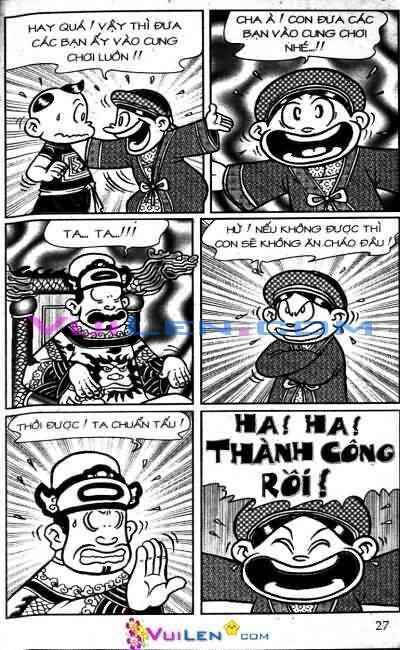 HAY QUÁ! VẬY THÌ ĐƯA
CÁC BẠN ẤY VÀO CUNG
CHƠI LUÔN!!
CHA À! CON ĐƯA CÁC
BẠN VÀO CUNG CHƠI
NHÉ...!!
TA... TA...!!!
HỪ! NẾU KHÔNG ĐƯỢC THÌ
CON SẼ KHÔNG ĂN CHÁO ĐÂU!
VUILEN.COM
THÔI ĐƯỢC! TA CHUẨN TẤU!
HA! HA!
THÀNH CÔNG
RỒI!
27
VUILEN.COM